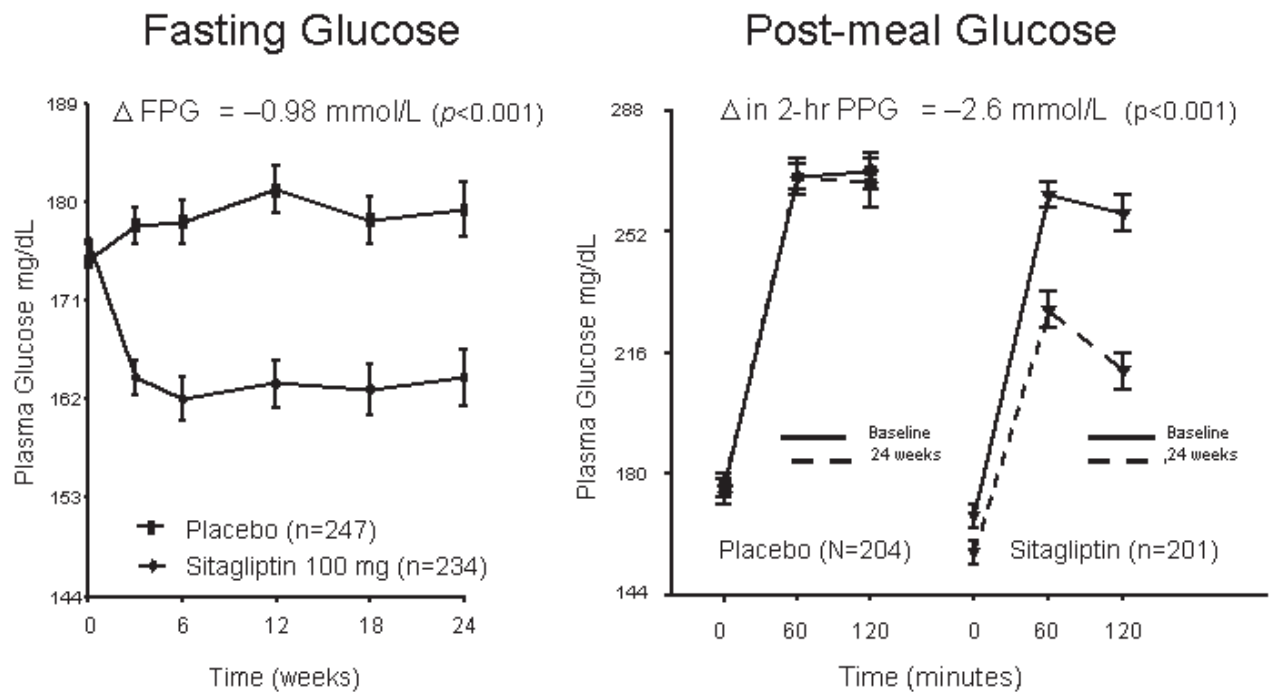 Fasting Glucose
Δ FPG = –0.98 mmol/L (p<0.001)
Plasma Glucose mg/dL
189
180
171
162
153
144
Placebo (n=247)
Sitagliptin 100 mg (n=234)
0 6 12 18 24
Time (weeks)
Post-meal Glucose
Δ in 2-hr PPG = –2.6 mmol/L (p<0.001)
Plasma Glucose mg/dL
288
252
216
180
144
Baseline
24 weeks
Baseline
,24 weeks
Placebo (N=204)
Sitagliptin (n=201)
0 60 120 0 60 120
Time (minutes)